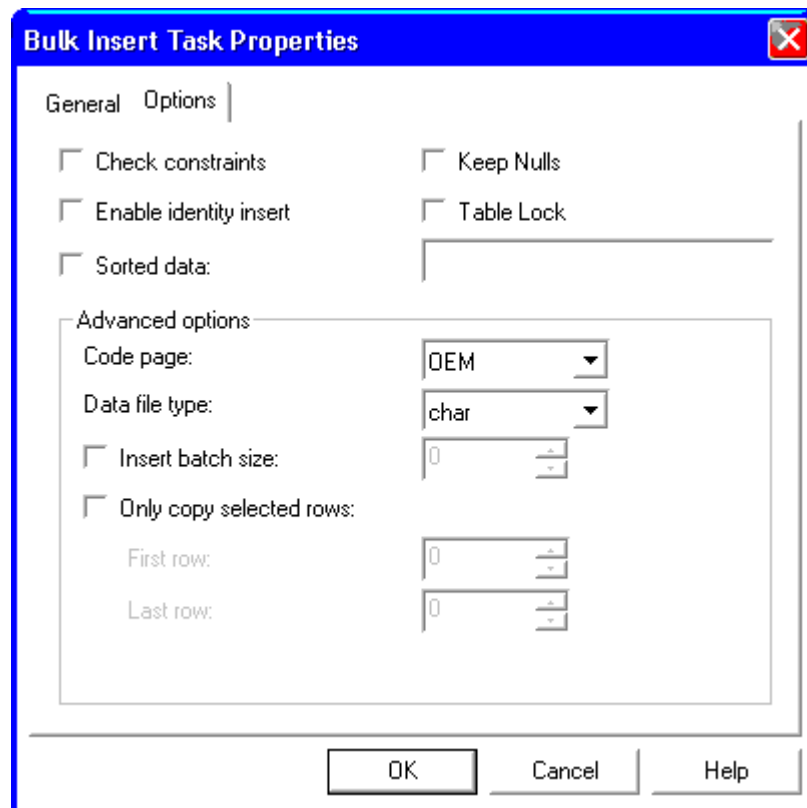 Bulk Insert Task Properties
General Options
Check constraints Keep Nulls
Enable identity insert Table Lock
Sorted data:
Advanced options
Code page: OEM
Data file type: char
Insert batch size: 0
Only copy selected rows:
First row: 0
Last row: 0
OK Cancel Help